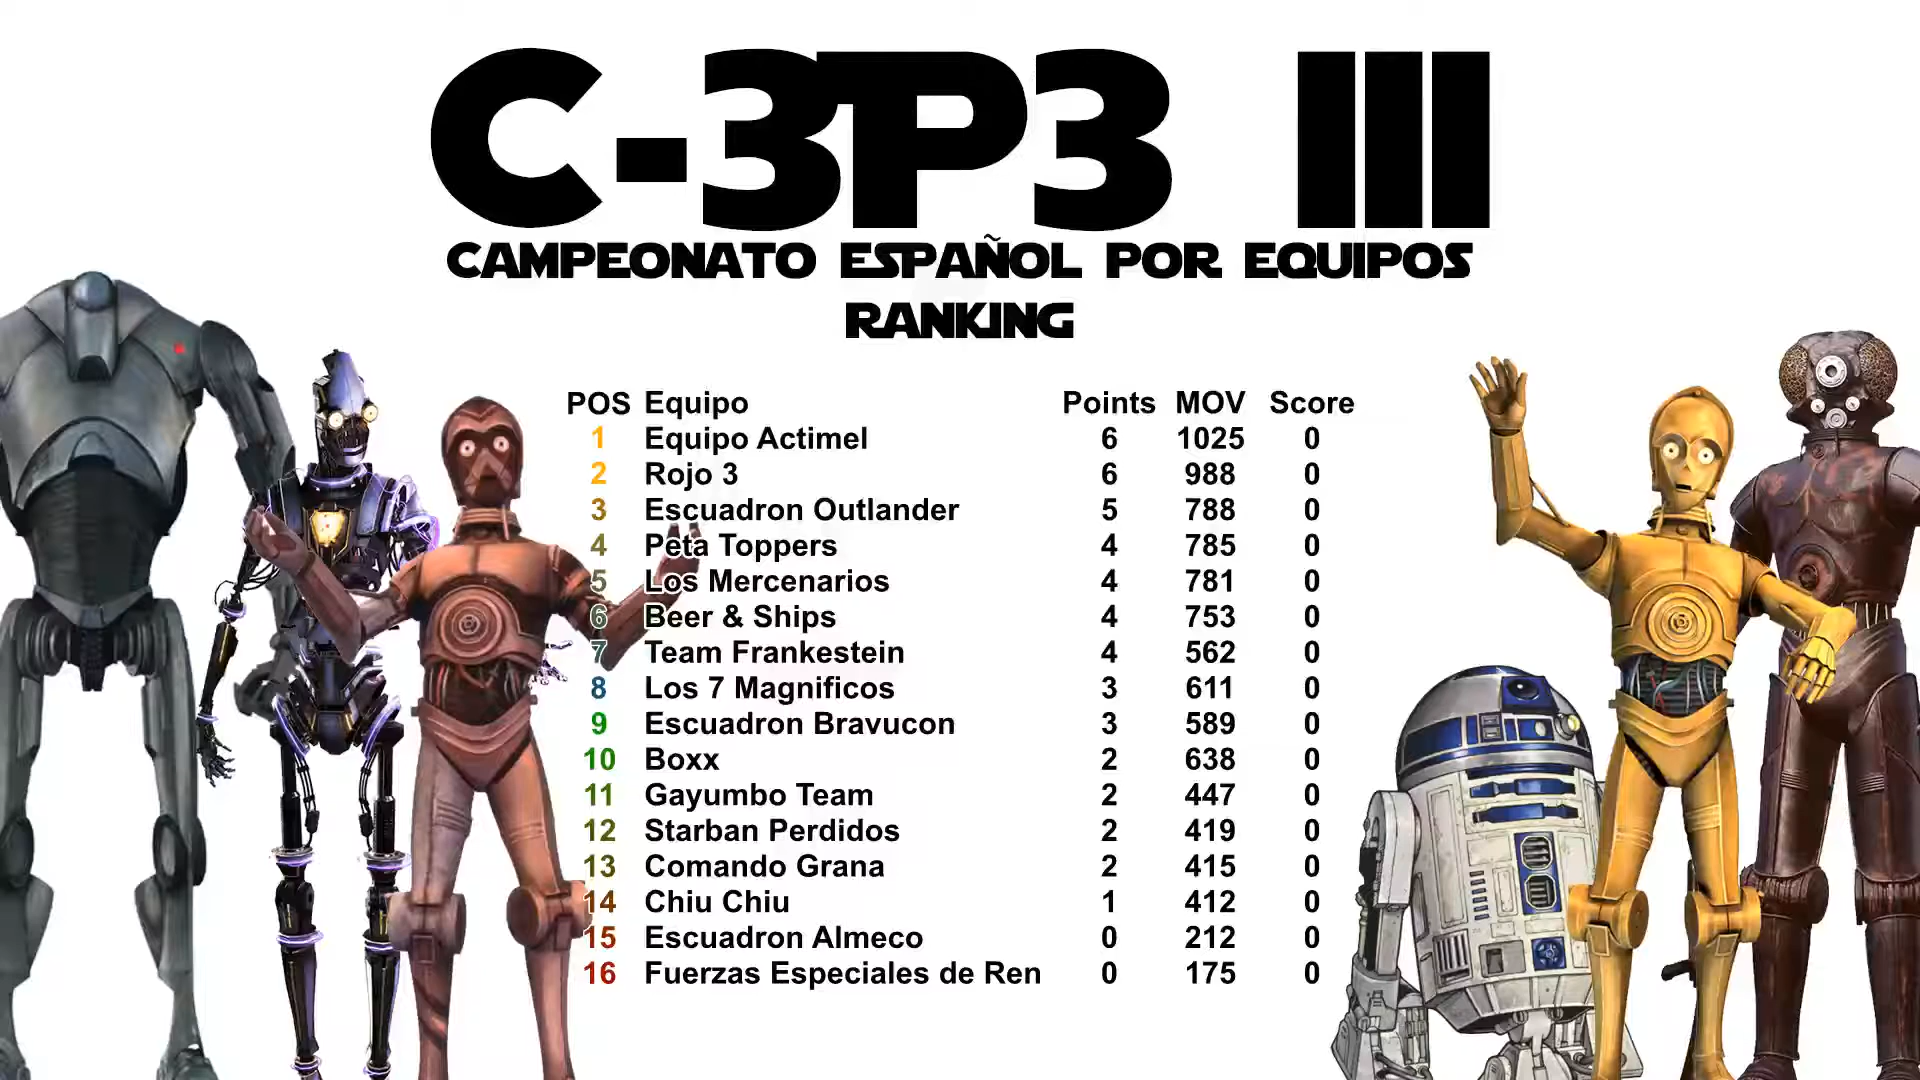 C-3P3 III
CAMPEONATO ESPAÑOL POR EQUIPOS
RANKING
POS Equipo Points MOV Score
1 Equipo Actimel 6 1025 0
2 Rojo 3 6 988 0
3 Escuadron Outlander 5 788 0
4 Peta Toppers 4 785 0
5 Los Mercenarios 4 781 0
6 Beer & Ships 4 753 0
7 Team Frankestein 4 562 0
8 Los 7 Magnificos 3 611 0
9 Escuadron Bravucon 3 589 0
10 Boxx 2 638 0
11 Gayumbo Team 2 447 0
12 Starban Perdidos 2 419 0
13 Comando Grana 2 415 0
14 Chiu Chiu 1 412 0
15 Escuadron Almeco 0 212 0
16 Fuerzas Especiales de Ren 0 175 0